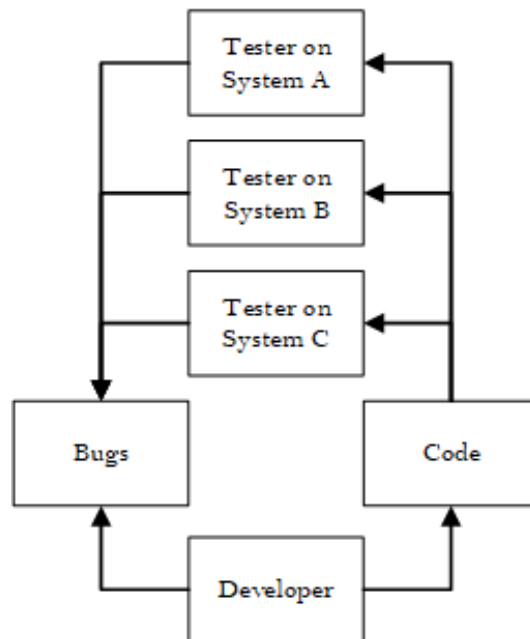 Tester on
System A
Tester on
System B
Tester on
System C
Bugs
Code
Developer